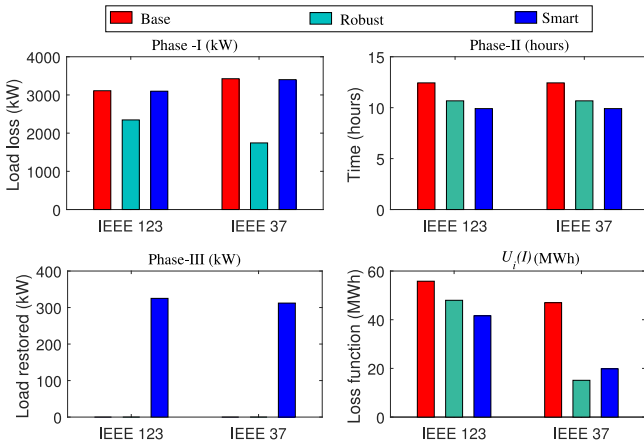 Base Robust Smart
Phase -I (kW)
Load loss (kW)
4000
3000
2000
1000
0
IEEE 123 IEEE 37
Phase-II (hours)
Time (hours)
15
10
5
0
IEEE 123 IEEE 37
Phase-III (kW)
Load restored (kW)
400
300
200
100
0
IEEE 123 IEEE 37
U_i(I) (MWh)
Loss function (MWh)
60
40
20
0
IEEE 123 IEEE 37